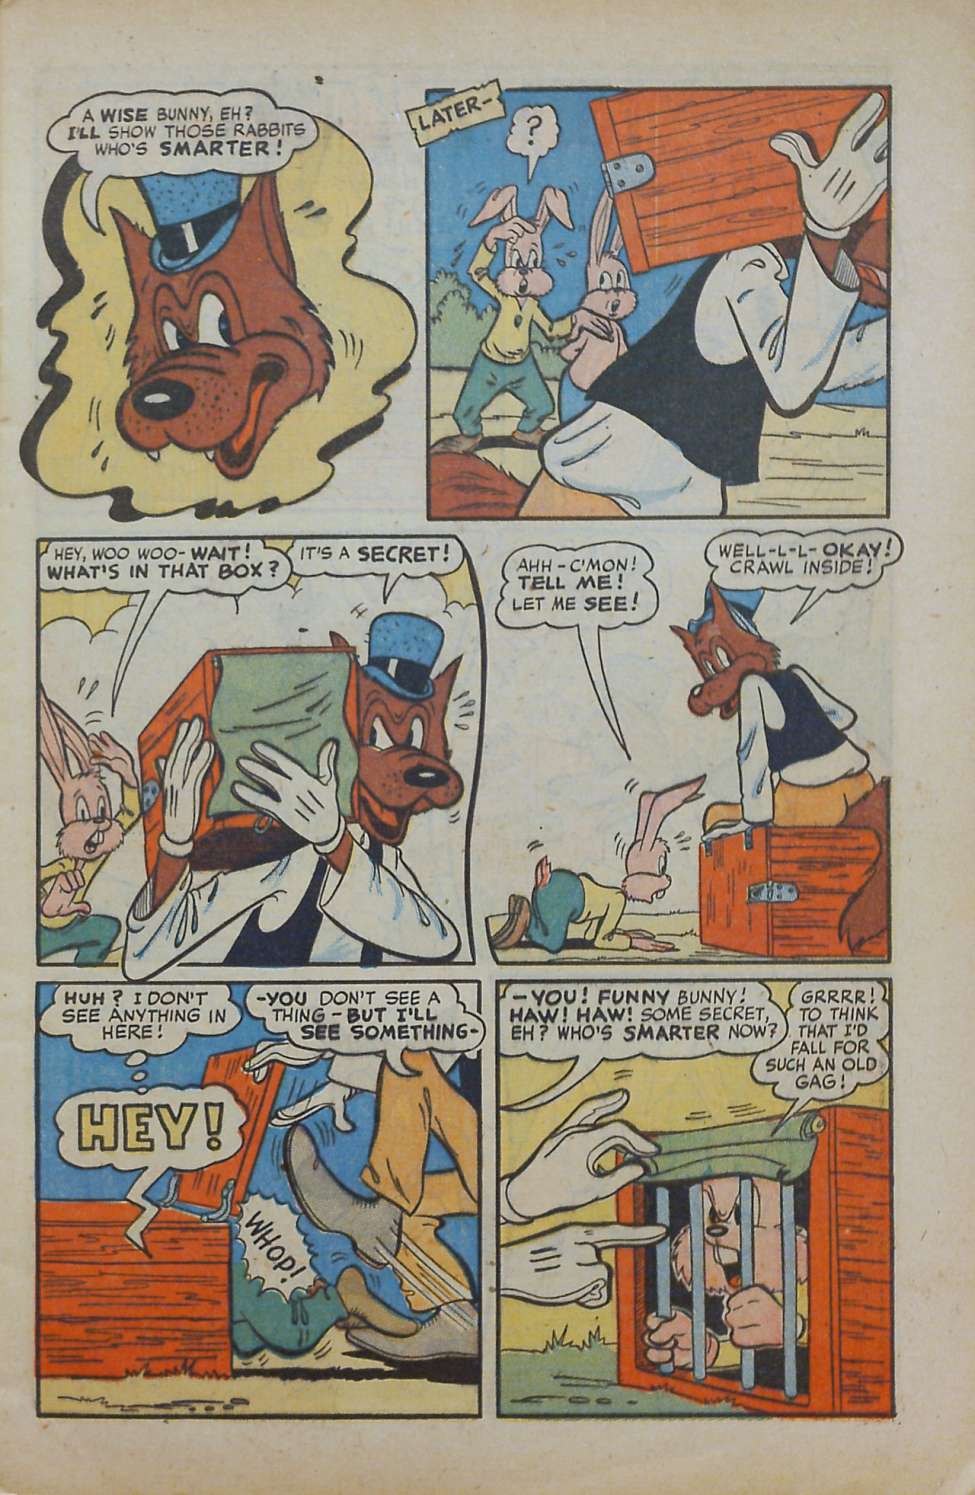 A WISE BUNNY, EH?
I'LL SHOW THOSE RABBITS
WHO'S SMARTER!
LATER-
?
HEY, WOO WOO- WAIT!
WHAT'S IN THAT BOX?
IT'S A SECRET!
AHH - C'MON!
TELL ME!
LET ME SEE!
WELL-L-L- OKAY!
CRAWL INSIDE!
HUH? I DON'T
SEE ANYTHING IN
HERE!
HEY!
-YOU DON'T SEE A
THING - BUT I'LL
SEE SOMETHING-
WHOP!
-YOU! FUNNY BUNNY!
HAW! HAW! SOME SECRET,
EH? WHO'S SMARTER NOW?
GRRRR!
TO THINK
THAT I'D
FALL FOR
SUCH AN OLD
GAG!